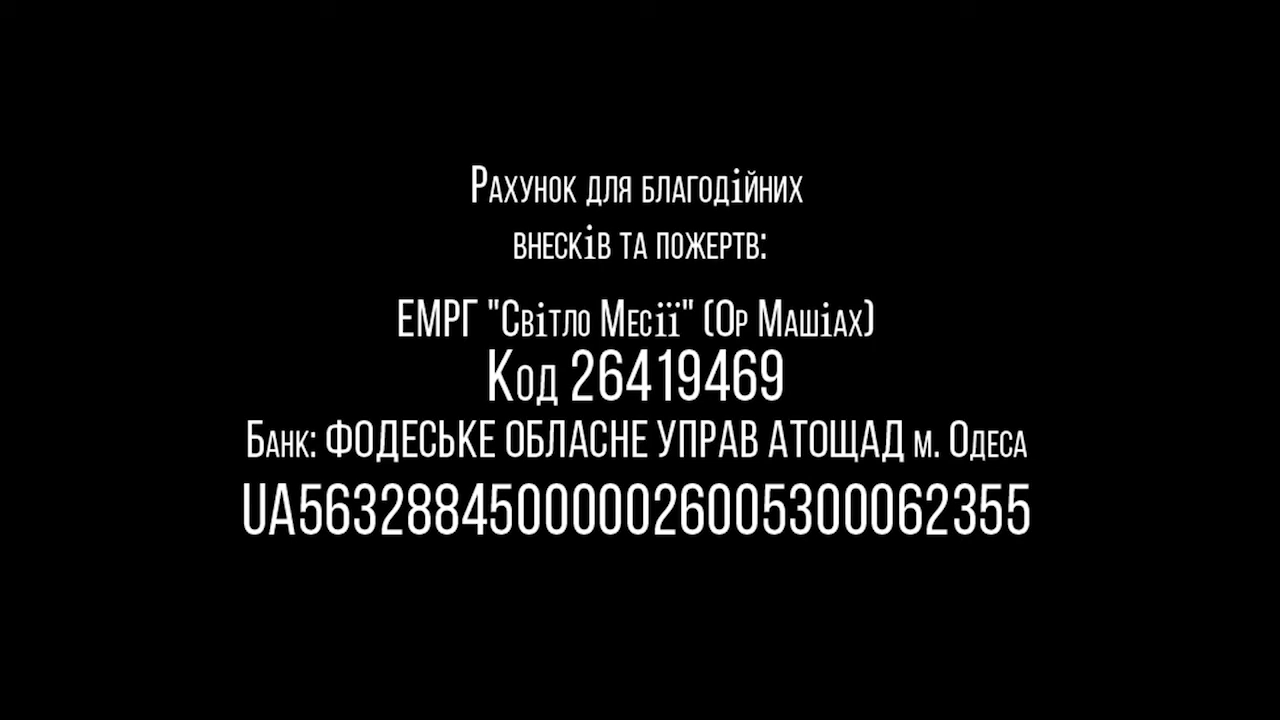 Рахунок для благодійних
внесків та пожертв:
ЕМРГ "Світло Месії" (Ор Машіах)
Код 26419469
Банк: ФОДЕСЬКЕ ОБЛАСНЕ УПРАВ АТОЩАД м. Одеса
UA563288450000026005300062355